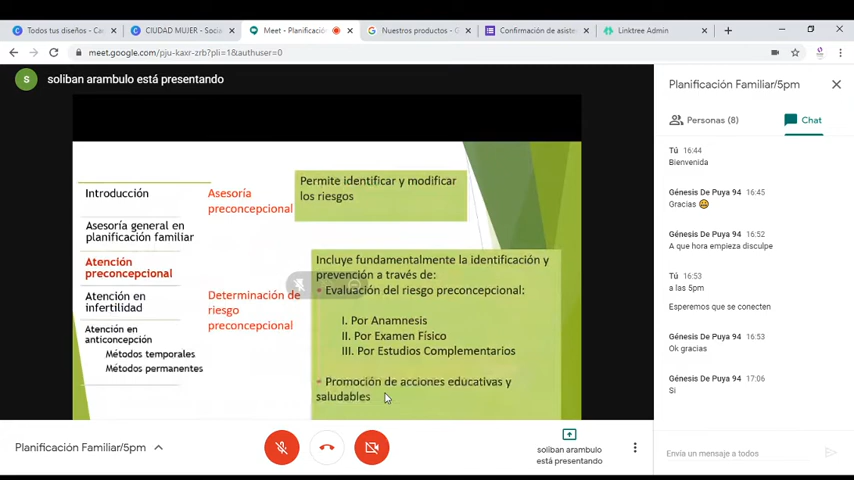 Todos tus diseños - Ca
CIUDAD MUJER - Socia
Meet - Planificació
Nuestros productos - G
Confirmación de asiste
Linktree Admin
meet.google.com/pju-kaxr-zrb?pli=1&authuser=0
S soliban arambulo está presentando
Introducción
Asesoría general en
planificación familiar
Atención
preconcepcional
Atención en
infertilidad
Atención en
anticoncepción
Métodos temporales
Métodos permanentes
Asesoría
preconcepcional
Permite identificar y modificar
los riesgos
Determinación de
riesgo
preconcepcional
Incluye fundamentalmente la identificación y
prevención a través de:
Evaluación del riesgo preconcepcional:
I. Por Anamnesis
II. Por Examen Físico
III. Por Estudios Complementarios
Promoción de acciones educativas y
saludables
Planificación Familiar/5pm
soliban arambulo
está presentando
Planificación Familiar/5pm
Personas (8)
Chat
Tú 16:44
Bienvenida
Génesis De Puya 94 16:45
Gracias
Génesis De Puya 94 16:52
A que hora empieza disculpe
Tú 16:53
a las 5pm
Esperemos que se conecten
Génesis De Puya 94 16:53
Ok gracias
Génesis De Puya 94 17:06
Si
Envía un mensaje a todos